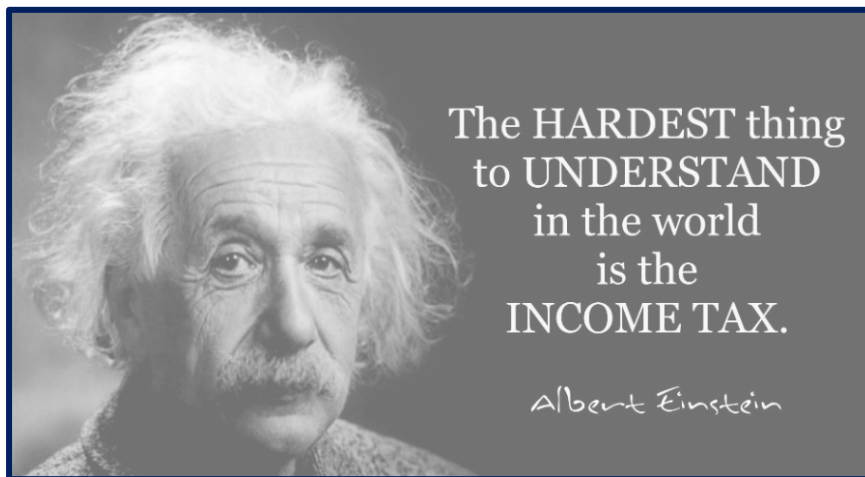 The HARDEST thing
to UNDERSTAND
in the world
is the
INCOME TAX.
Albert Einstein